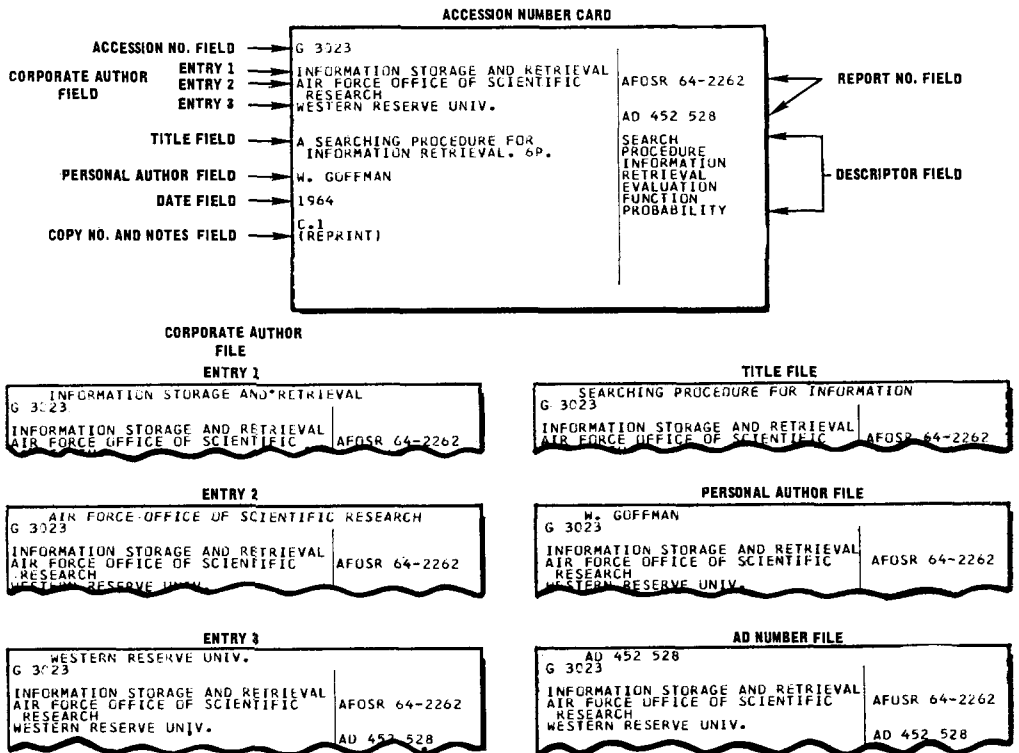 ACCESSION NUMBER CARD
ACCESSION NO. FIELD
G 3023
CORPORATE AUTHOR
FIELD
ENTRY 1
ENTRY 2
ENTRY 3
INFORMATION STORAGE AND RETRIEVAL
AIR FORCE OFFICE OF SCIENTIFIC
RESEARCH
WESTERN RESERVE UNIV.
AFOSR 64-2262
AD 452 528
REPORT NO. FIELD
TITLE FIELD
A SEARCHING PROCEDURE FOR
INFORMATION RETRIEVAL. 6P.
SEARCH
PROCEDURE
INFORMATION
RETRIEVAL
EVALUATION
FUNCTION
PROBABILITY
DESCRIPTOR FIELD
PERSONAL AUTHOR FIELD
W. GOFFMAN
DATE FIELD
1964
COPY NO. AND NOTES FIELD
C.1
(REPRINT)
CORPORATE AUTHOR
FILE
ENTRY 1
INFORMATION STORAGE AND RETRIEVAL
G 3023
INFORMATION STORAGE AND RETRIEVAL
AIR FORCE OFFICE OF SCIENTIFIC
AFOSR 64-2262
TITLE FILE
SEARCHING PROCEDURE FOR INFORMATION
G 3023
INFORMATION STORAGE AND RETRIEVAL
AIR FORCE OFFICE OF SCIENTIFIC
AFOSR 64-2262
ENTRY 2
AIR FORCE OFFICE OF SCIENTIFIC RESEARCH
G 3023
INFORMATION STORAGE AND RETRIEVAL
AIR FORCE OFFICE OF SCIENTIFIC
RESEARCH
WESTERN RESERVE UNIV.
AFOSR 64-2262
PERSONAL AUTHOR FILE
W. GOFFMAN
G 3023
INFORMATION STORAGE AND RETRIEVAL
AIR FORCE OFFICE OF SCIENTIFIC
RESEARCH
WESTERN RESERVE UNIV.
AFOSR 64-2262
ENTRY 3
WESTERN RESERVE UNIV.
G 3023
INFORMATION STORAGE AND RETRIEVAL
AIR FORCE OFFICE OF SCIENTIFIC
RESEARCH
WESTERN RESERVE UNIV.
AFOSR 64-2262
AD 452 528
AD NUMBER FILE
AD 452 528
G 3023
INFORMATION STORAGE AND RETRIEVAL
AIR FORCE OFFICE OF SCIENTIFIC
RESEARCH
WESTERN RESERVE UNIV.
AFOSR 64-2262
AD 452 528